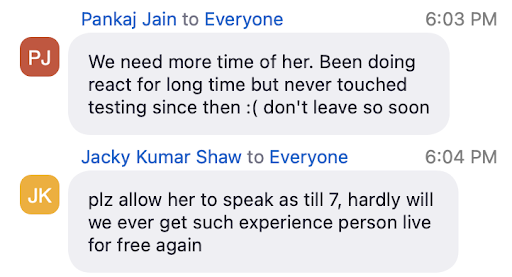 Pankaj Jain to Everyone 6:03 PM
PJ
We need more time of her. Been doing
react for long time but never touched
testing since then :( don't leave so soon
Jacky Kumar Shaw to Everyone 6:04 PM
JK
plz allow her to speak as till 7, hardly will
we ever get such experience person live
for free again